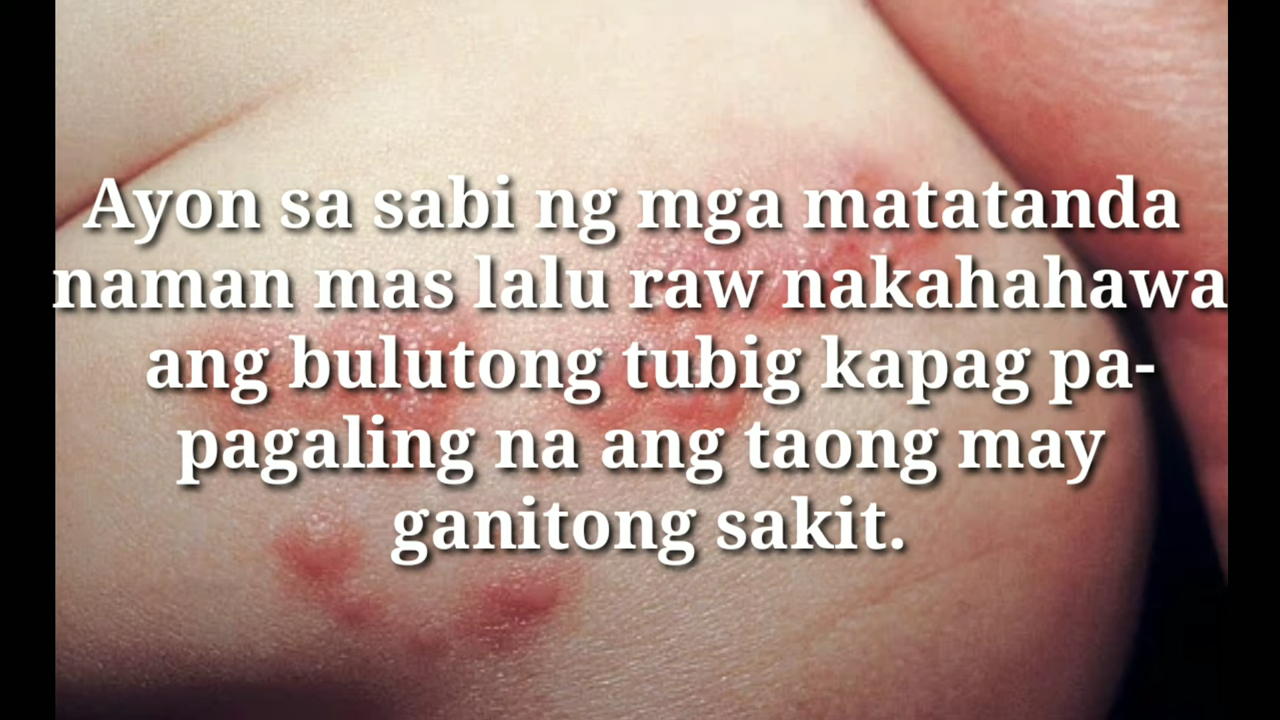 Ayon sa sabi ng mga matatanda
naman mas lalu raw nakahahawa
ang bulutong tubig kapag pa-
pagaling na ang taong may
ganitong sakit.